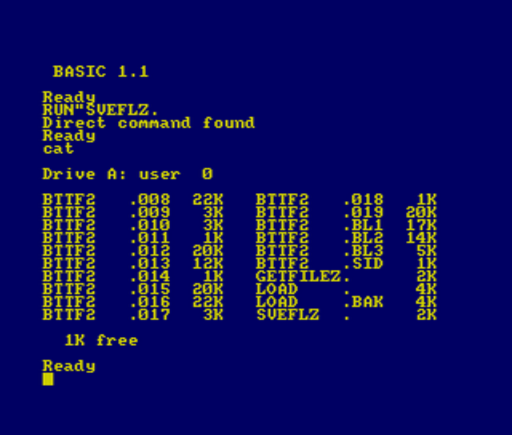 BASIC 1.1
Ready
RUN"SVEFLZ.
Direct command found
Ready
cat
Drive A: user  0
BTTF2   .008  22K   BTTF2   .018   1K
BTTF2   .009   3K   BTTF2   .019  20K
BTTF2   .010   3K   BTTF2   .BL1  17K
BTTF2   .011   1K   BTTF2   .BL2  14K
BTTF2   .012  20K   BTTF2   .BL3   5K
BTTF2   .013  12K   BTTF2   .SID   1K
BTTF2   .014   1K   GETFILEZ.      2K
BTTF2   .015  20K   LOAD    .      4K
BTTF2   .016  22K   LOAD    .BAK   4K
BTTF2   .017   3K   SVEFLZ  .      2K
1K free
Ready